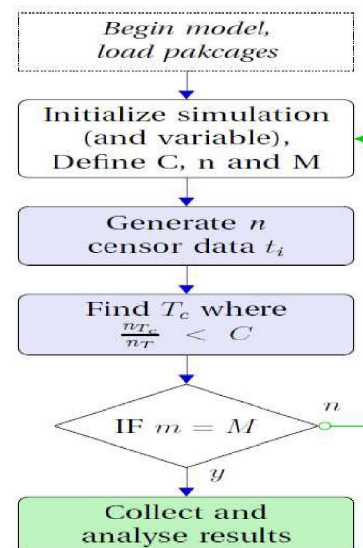 Begin model,
load pakcages
Initialize simulation
(and variable),
Define C, n and M
Generate n
censor data t_i
Find T_c where
n_{T_c}/n_T < C
IF m = M
n
y
Collect and
analyse results